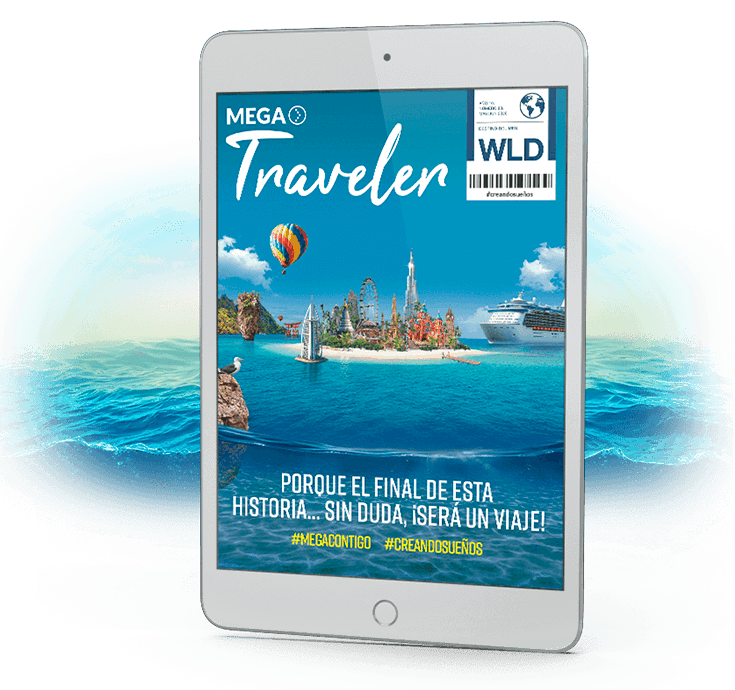 MEGA
Traveler
WLD
#creandosueños
PORQUE EL FINAL DE ESTA
HISTORIA... SIN DUDA, ¡SERÁ UN VIAJE!
#MEGACONTIGO #CREANDOSUEÑOS